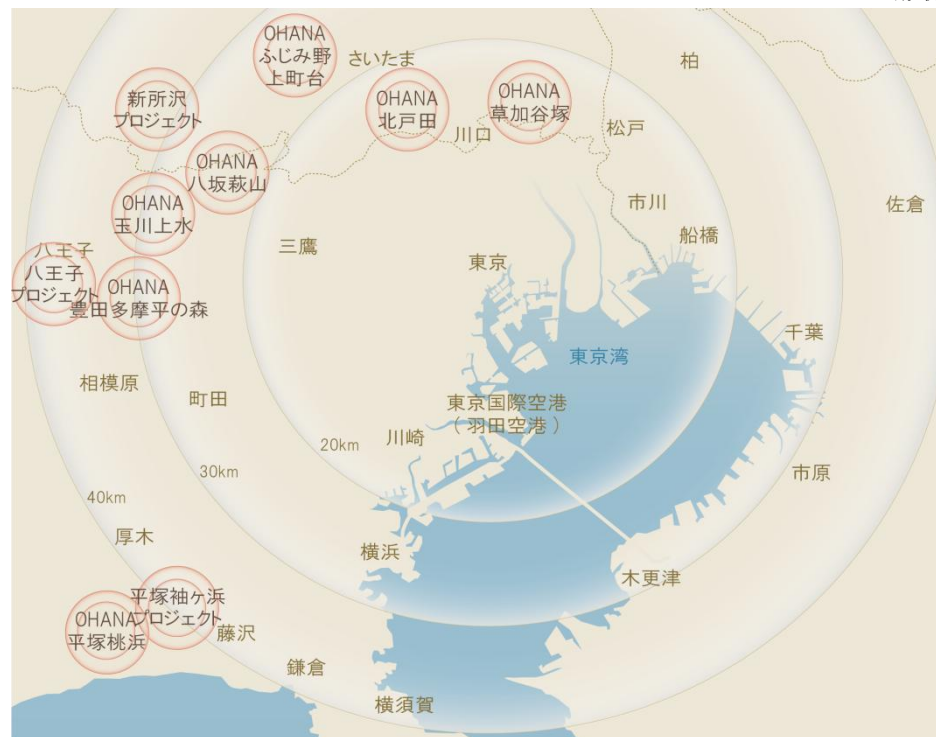 OHANA
ふじみ野
上町台
さいたま
柏
新所沢
プロジェクト
OHANA
北戸田
OHANA
草加谷塚
川口
松戸
OHANA
八坂萩山
OHANA
玉川上水
市川
佐倉
船橋
三鷹
八王子
東京
八王子
プロジェクト
OHANA
豊田多摩平の森
千葉
東京湾
相模原
町田
東京国際空港
(羽田空港)
川崎
20km
30km
市原
40km
厚木
横浜
木更津
平塚袖ヶ浜
プロジェクト
OHANA
平塚桃浜
藤沢
鎌倉
横須賀